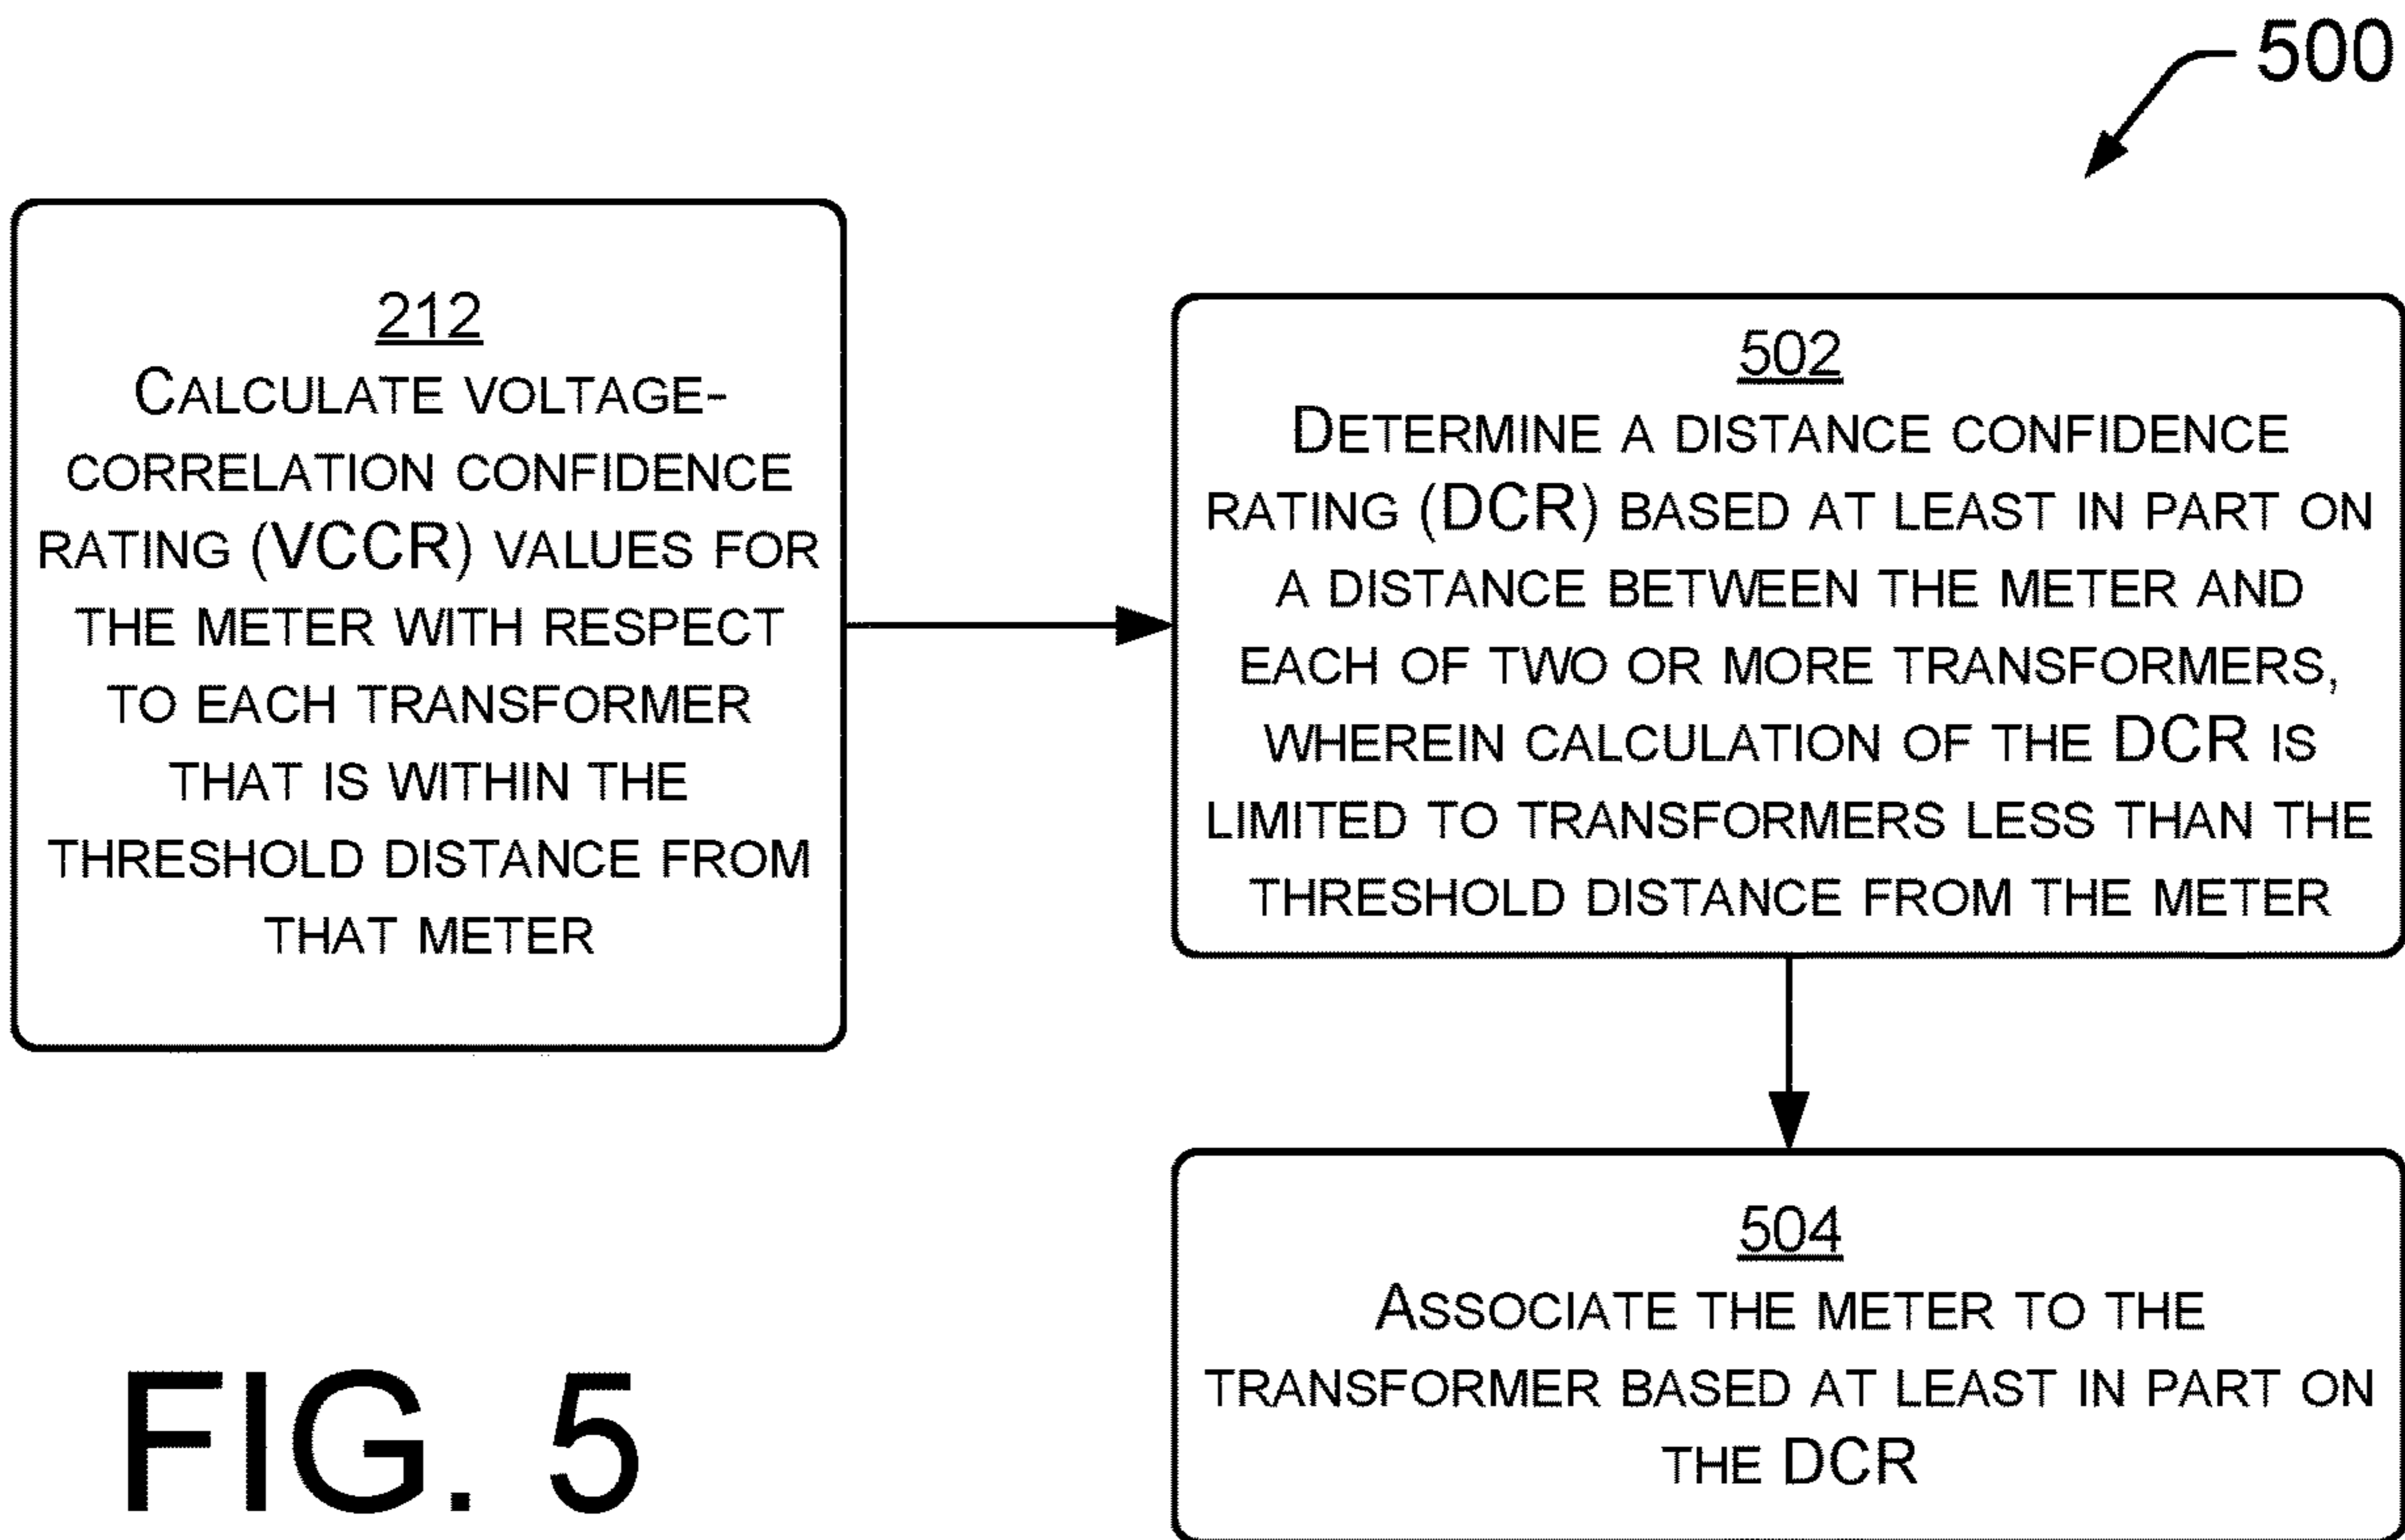 500
212
CALCULATE VOLTAGE-
CORRELATION CONFIDENCE
RATING (VCCR) VALUES FOR
THE METER WITH RESPECT
TO EACH TRANSFORMER
THAT IS WITHIN THE
THRESHOLD DISTANCE FROM
THAT METER
502
DETERMINE A DISTANCE CONFIDENCE
RATING (DCR) BASED AT LEAST IN PART ON
A DISTANCE BETWEEN THE METER AND
EACH OF TWO OR MORE TRANSFORMERS,
WHEREIN CALCULATION OF THE DCR IS
LIMITED TO TRANSFORMERS LESS THAN THE
THRESHOLD DISTANCE FROM THE METER
504
ASSOCIATE THE METER TO THE
TRANSFORMER BASED AT LEAST IN PART ON
THE DCR
FIG. 5